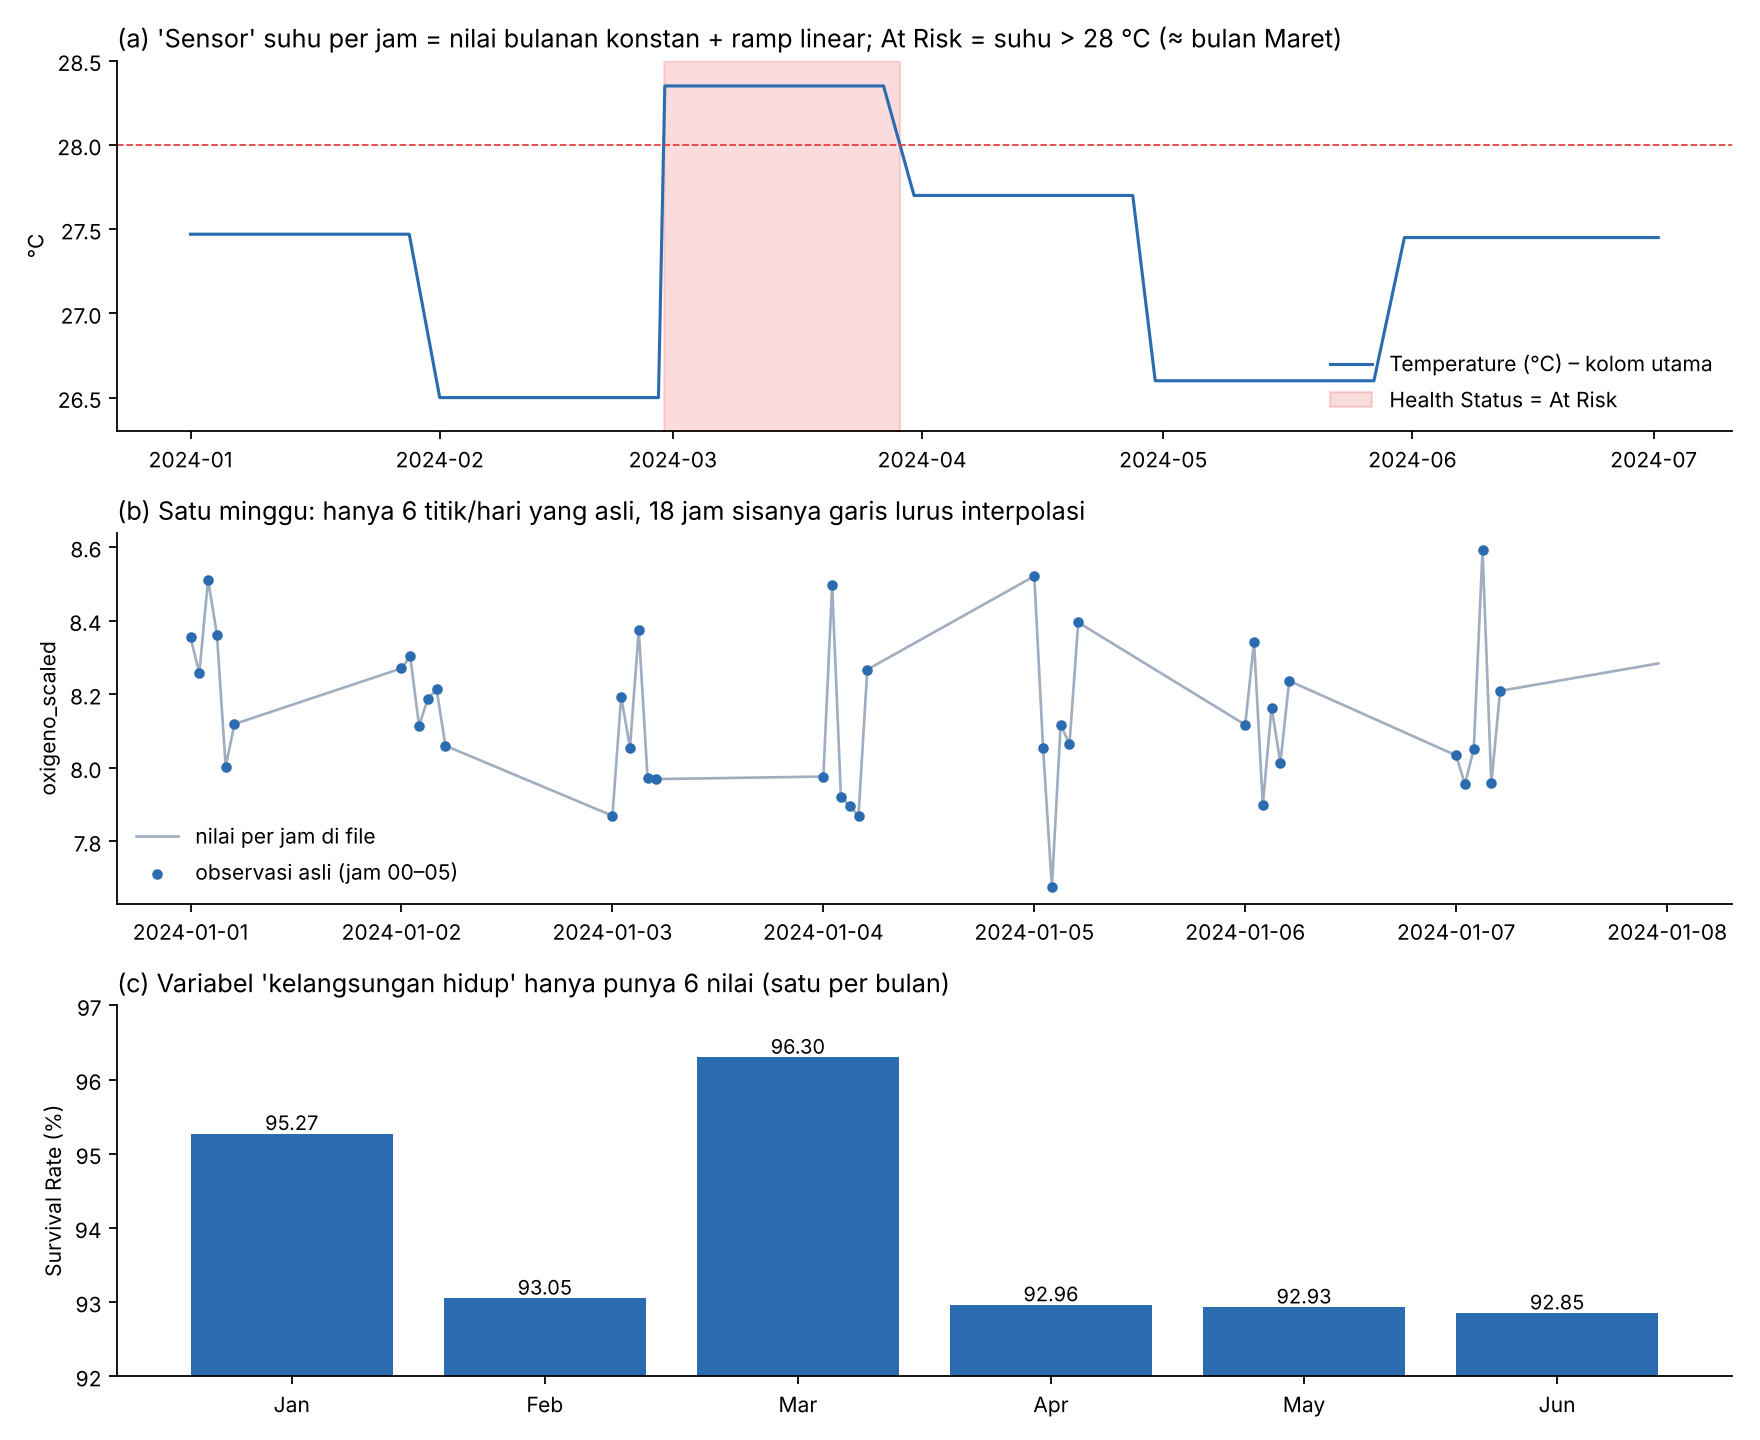 (a) 'Sensor' suhu per jam = nilai bulanan konstan + ramp linear; At Risk = suhu > 28 °C (≈ bulan Maret)
28.5
28.0
27.5
27.0
26.5
°C
Temperature (°C) – kolom utama
Health Status = At Risk
2024-01
2024-02
2024-03
2024-04
2024-05
2024-06
2024-07
(b) Satu minggu: hanya 6 titik/hari yang asli, 18 jam sisanya garis lurus interpolasi
8.6
8.4
8.2
8.0
7.8
oxigeno_scaled
nilai per jam di file
observasi asli (jam 00–05)
2024-01-01
2024-01-02
2024-01-03
2024-01-04
2024-01-05
2024-01-06
2024-01-07
2024-01-08
(c) Variabel 'kelangsungan hidup' hanya punya 6 nilai (satu per bulan)
97
96
95
94
93
92
Survival Rate (%)
95.27
93.05
96.30
92.96
92.93
92.85
Jan
Feb
Mar
Apr
May
Jun